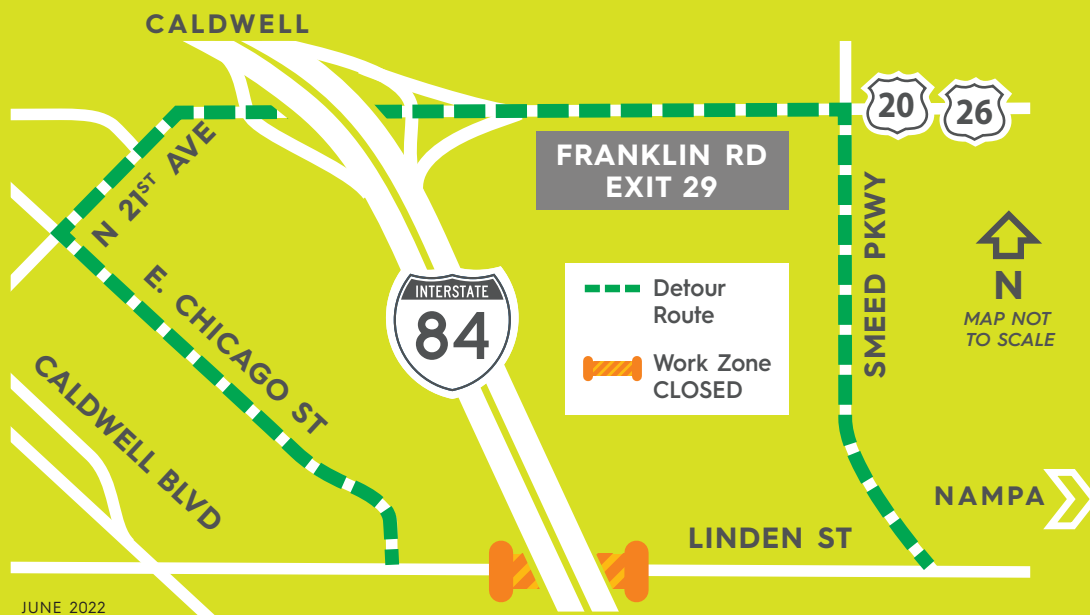 CALDWELL
20
26
FRANKLIN RD
EXIT 29
N 21ST AVE
SMEED PKWY
N
MAP NOT
TO SCALE
E. CHICAGO ST
INTERSTATE
84
Detour
Route
Work Zone
CLOSED
CALDWELL BLVD
NAMPA
LINDEN ST
JUNE 2022